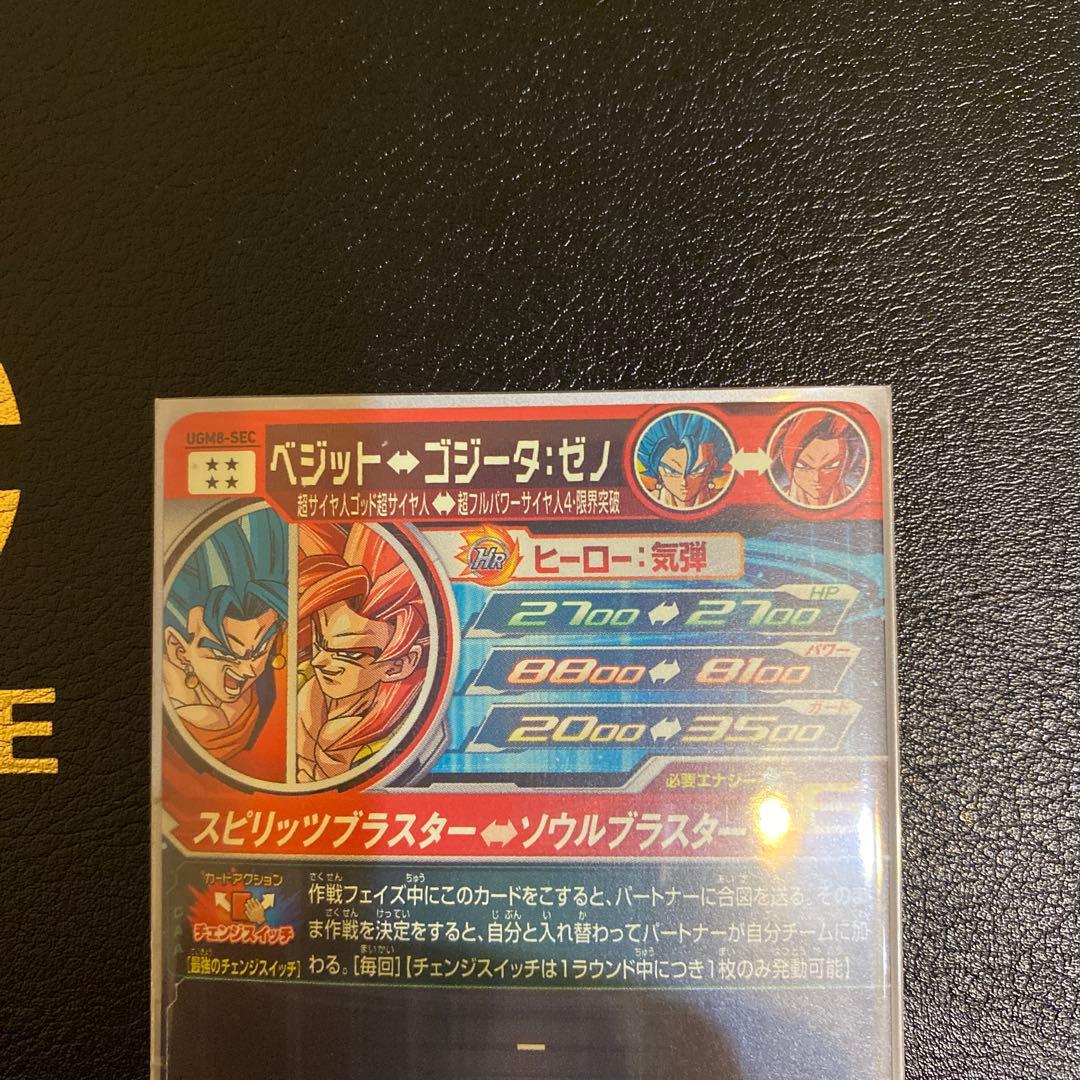 E
UGM8-SEC
ベジット⇔ゴジータ:ゼノ
超サイヤ人ゴッド超サイヤ人⇔超フルパワーサイヤ人4・限界突破
HR ヒーロー:気弾
HP
2700⇔2700
パワー
8800⇔8100
ガード
2000⇔3500
必要エナジー
スピリッツブラスター⇔ソウルブラスター
カードアクション
チェンジスイッチ
[最強のチェンジスイッチ]
作戦フェイズ中にこのカードをこすると、パートナーに合図を送る。そのま
ま作戦を決定をすると、自分と入れ替わってパートナーが自分チームに加
わる。[毎回]【チェンジスイッチは1ラウンド中につき1枚のみ発動可能】